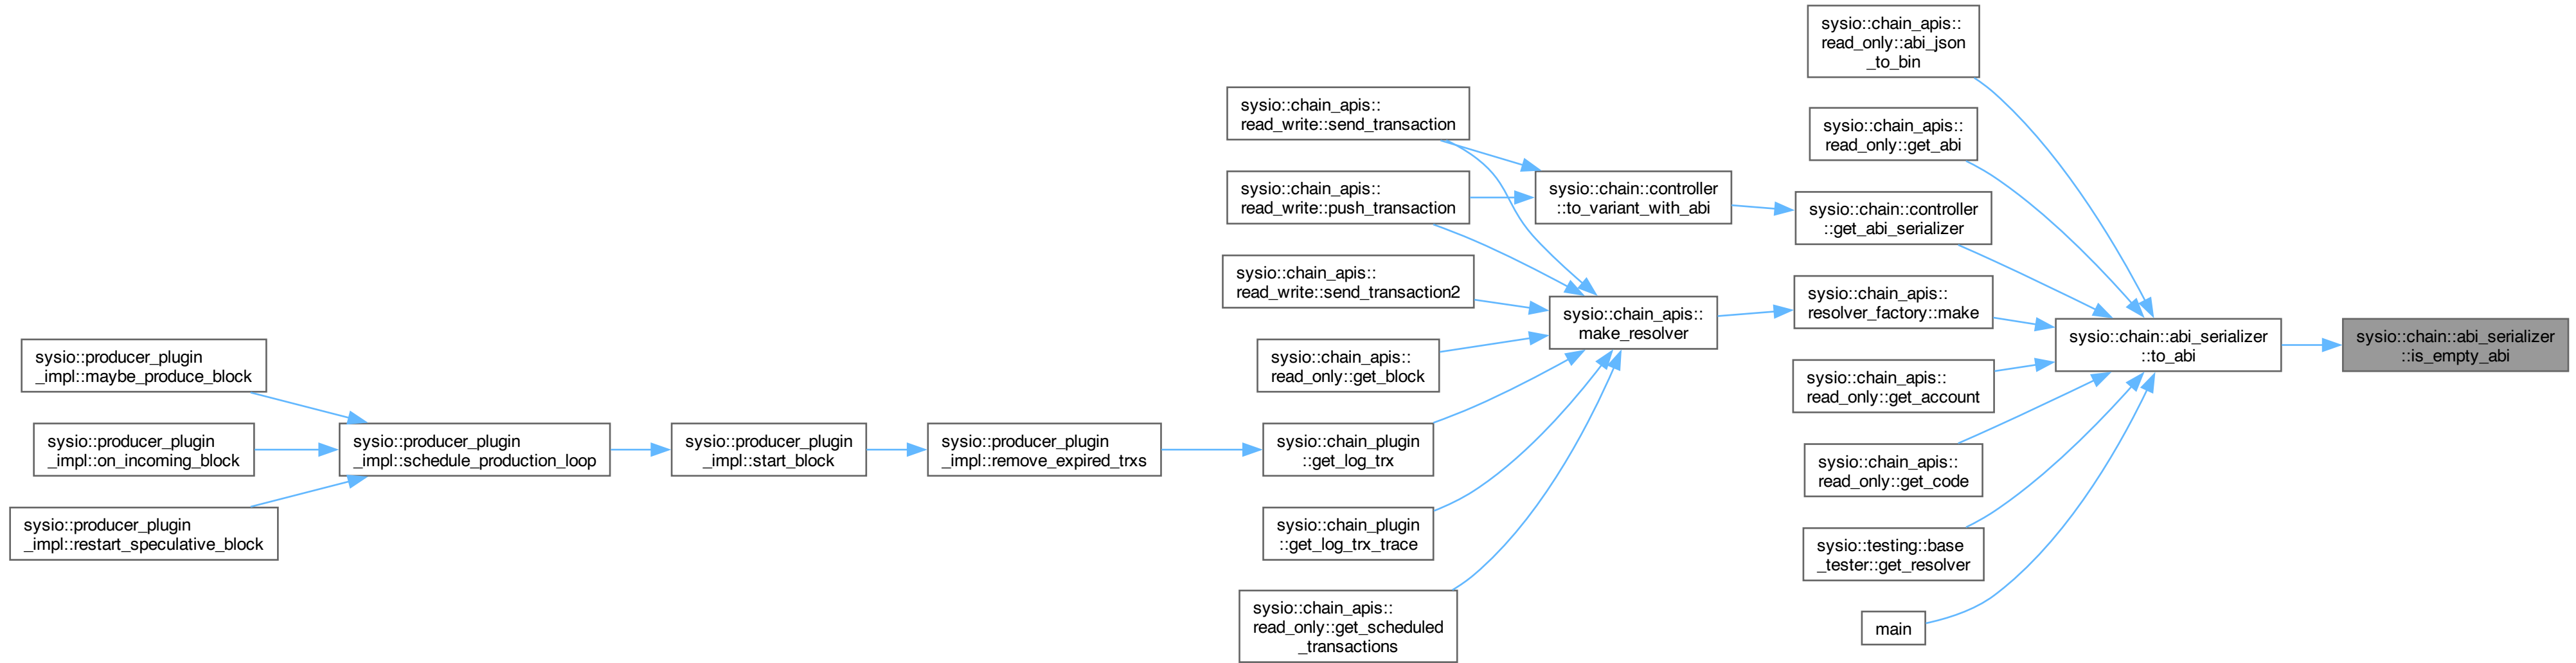 sysio::chain_apis::
read_only::abi_json
_to_bin
sysio::chain_apis::
read_write::send_transaction
sysio::chain_apis::
read_only::get_abi
sysio::chain_apis::
read_write::push_transaction
sysio::chain::controller
::to_variant_with_abi
sysio::chain::controller
::get_abi_serializer
sysio::chain_apis::
read_write::send_transaction2
sysio::chain_apis::
make_resolver
sysio::chain_apis::
resolver_factory::make
sysio::chain::abi_serializer
::to_abi
sysio::chain::abi_serializer
::is_empty_abi
sysio::producer_plugin
_impl::maybe_produce_block
sysio::chain_apis::
read_only::get_block
sysio::chain_apis::
read_only::get_account
sysio::producer_plugin
_impl::on_incoming_block
sysio::producer_plugin
_impl::schedule_production_loop
sysio::producer_plugin
_impl::start_block
sysio::producer_plugin
_impl::remove_expired_trxs
sysio::chain_plugin
::get_log_trx
sysio::chain_apis::
read_only::get_code
sysio::producer_plugin
_impl::restart_speculative_block
sysio::chain_plugin
::get_log_trx_trace
sysio::testing::base
_tester::get_resolver
sysio::chain_apis::
read_only::get_scheduled
_transactions
main